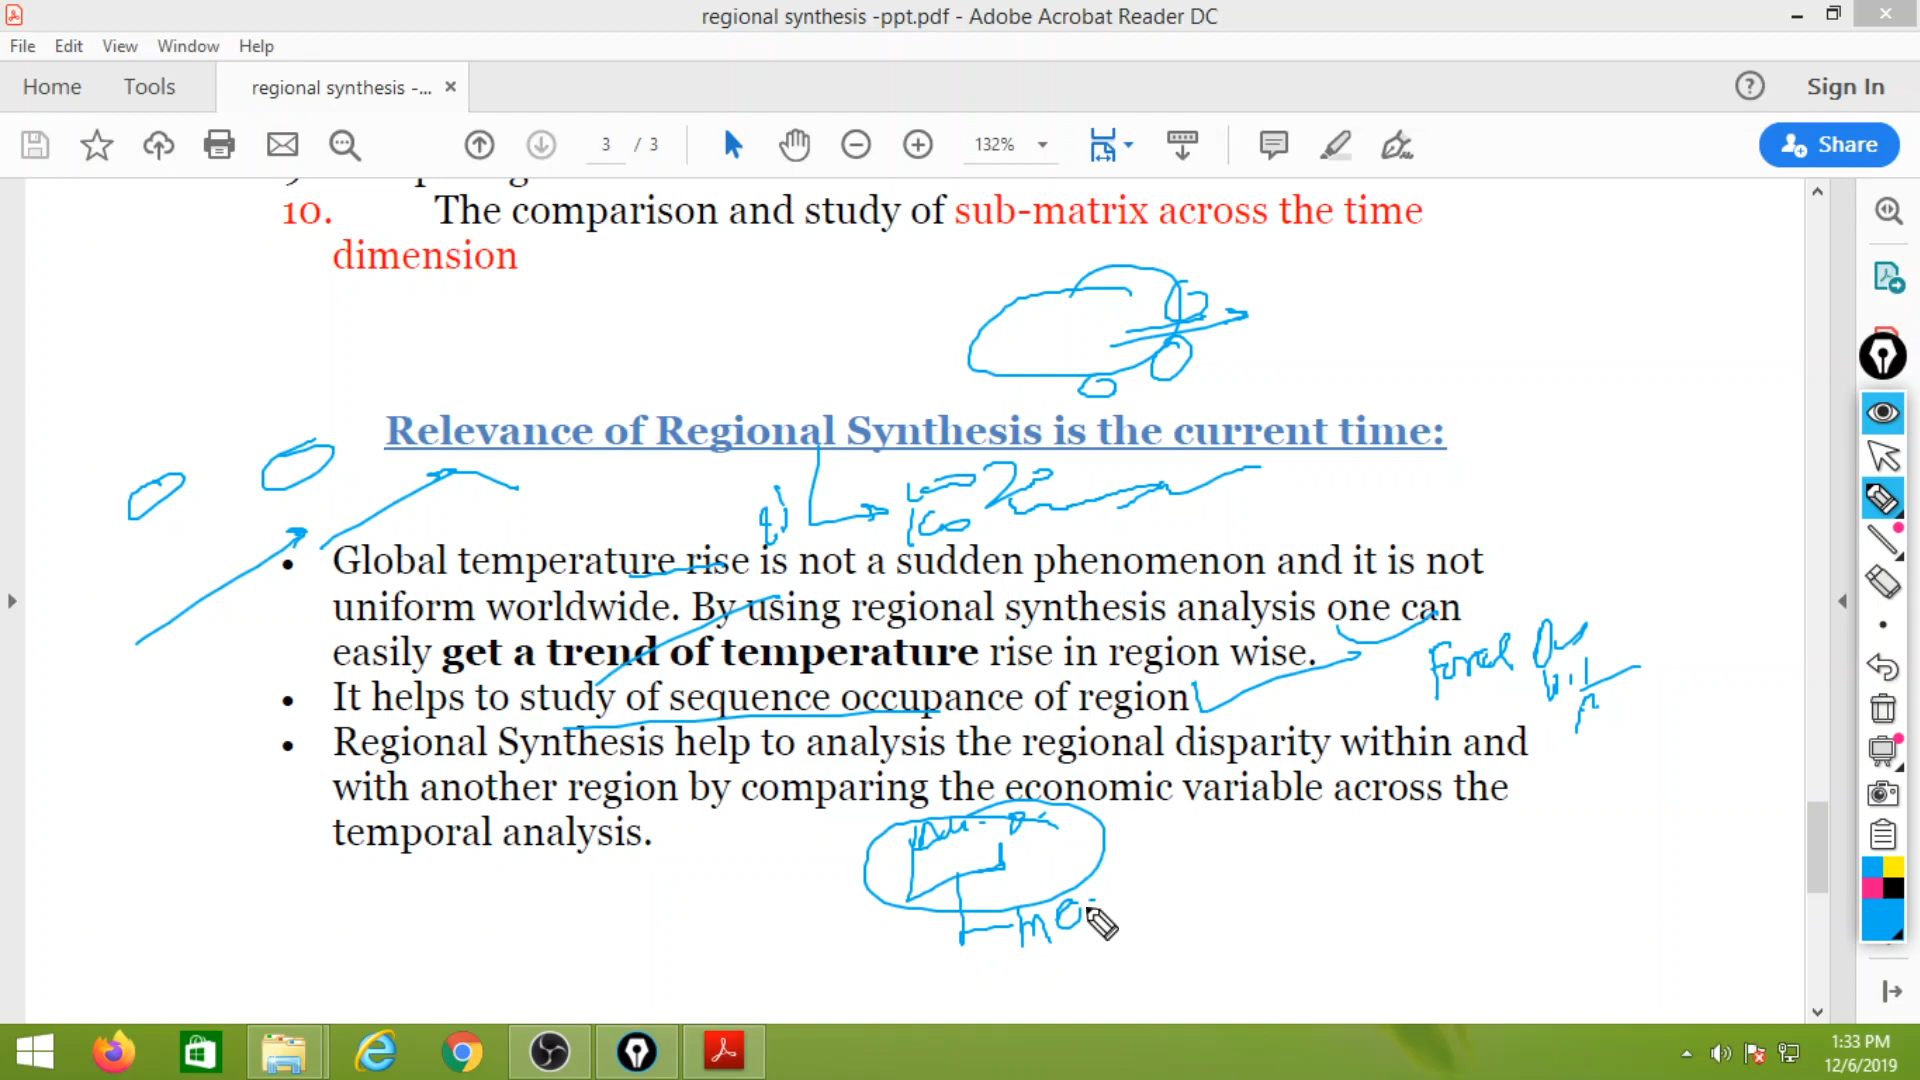 regional synthesis -ppt.pdf - Adobe Acrobat Reader DC
File Edit View Window Help
Home Tools regional synthesis -... × Sign In
3 / 3 132% Share
10. The comparison and study of sub-matrix across the time
dimension
Relevance of Regional Synthesis is the current time:
• Global temperature rise is not a sudden phenomenon and it is not
uniform worldwide. By using regional synthesis analysis one can
easily get a trend of temperature rise in region wise.
• It helps to study of sequence occupance of region
• Regional Synthesis help to analysis the regional disparity within and
with another region by comparing the economic variable across the
temporal analysis.
1:33 PM
12/6/2019